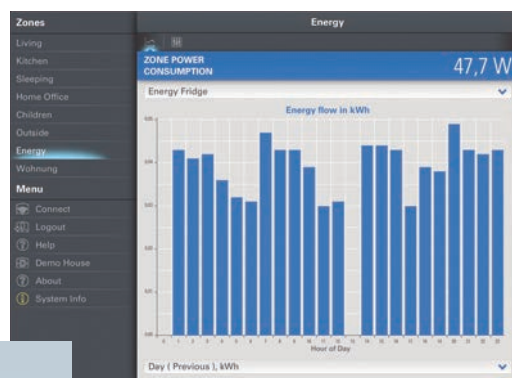 Zones
Energy
Living
Kitchen
Sleeping
Home Office
Children
Outside
Energy
Wohnung
Menu
Connect
Logout
Help
Demo House
About
System Info
ZONE POWER
CONSUMPTION
47,7 W
Energy Fridge
Energy flow in kWh
Hour of Day
Day ( Previous ), kWh